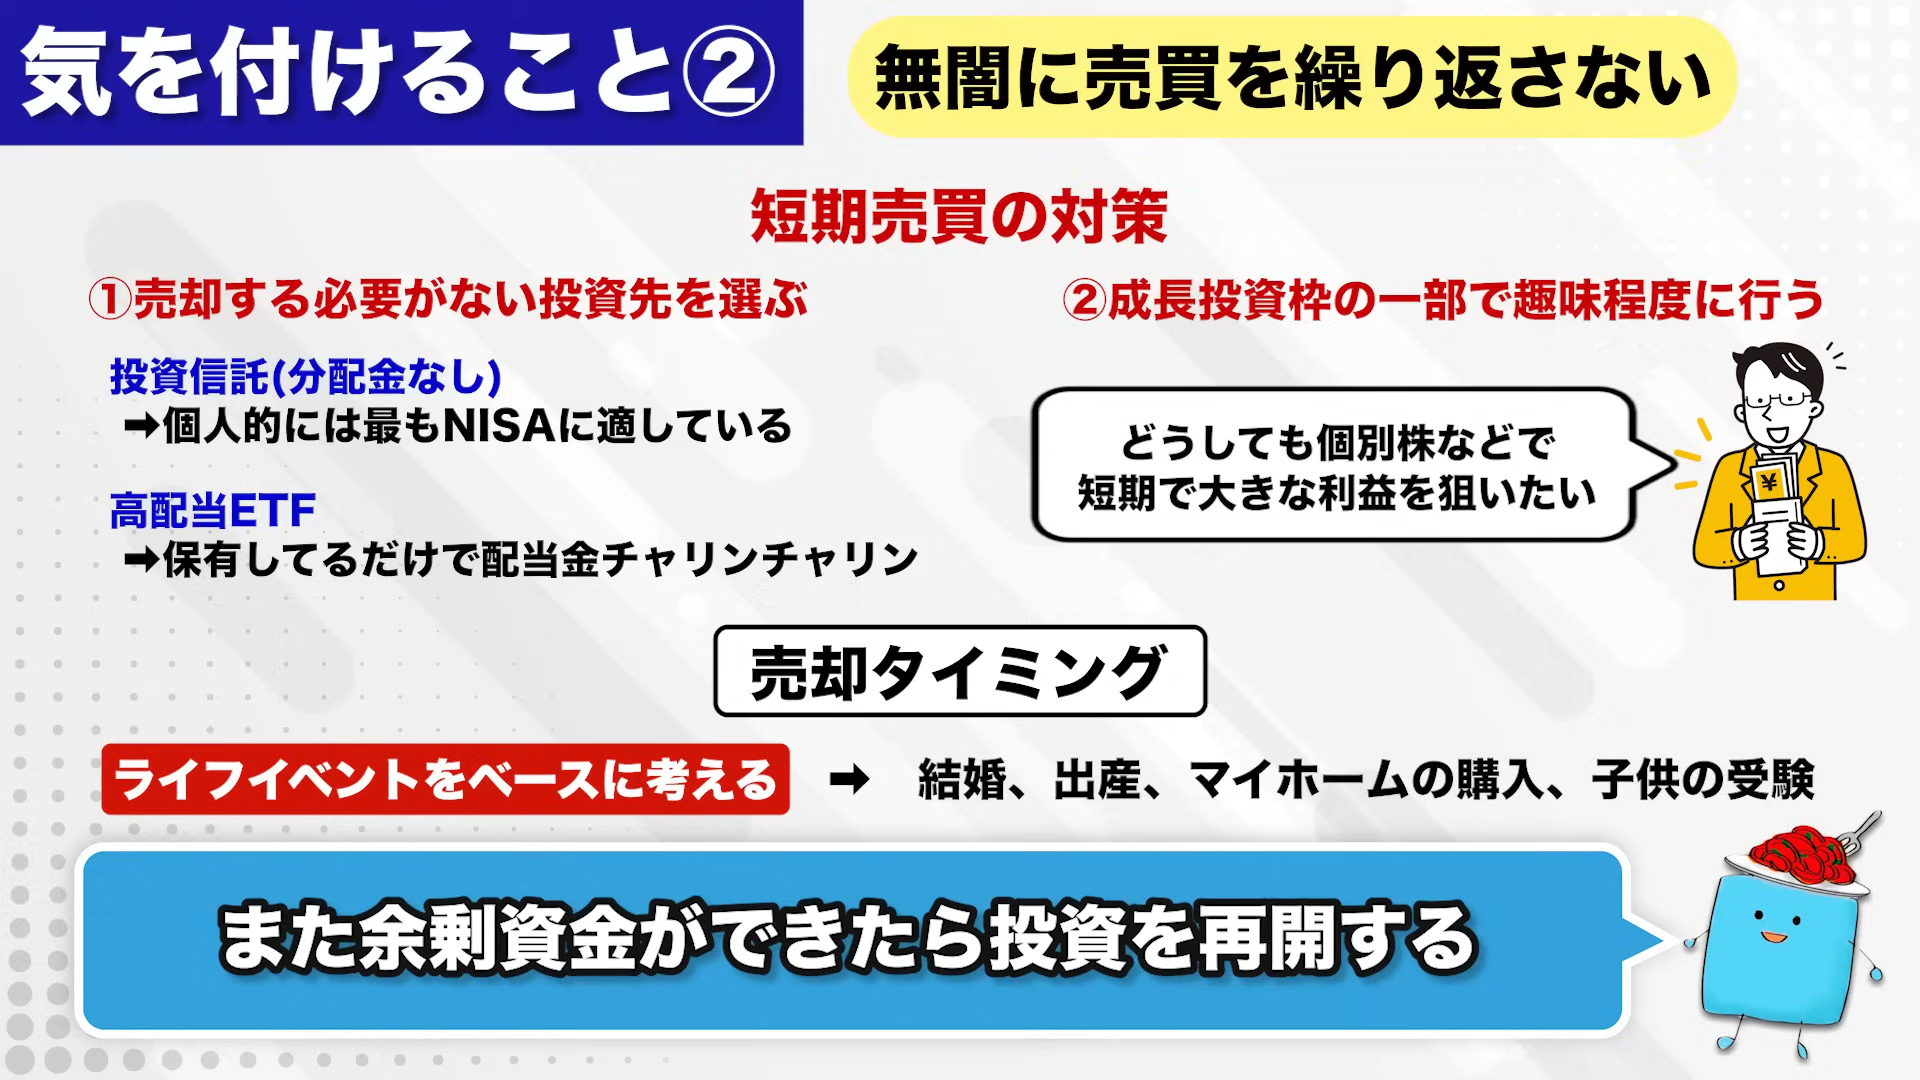 気を付けること②
無闇に売買を繰り返さない
短期売買の対策
①売却する必要がない投資先を選ぶ
投資信託(分配金なし)
➡個人的には最もNISAに適している
高配当ETF
➡保有してるだけで配当金チャリンチャリン
②成長投資枠の一部で趣味程度に行う
どうしても個別株などで
短期で大きな利益を狙いたい
¥
売却タイミング
ライフイベントをベースに考える ➡ 結婚、出産、マイホームの購入、子供の受験
また余剰資金ができたら投資を再開する